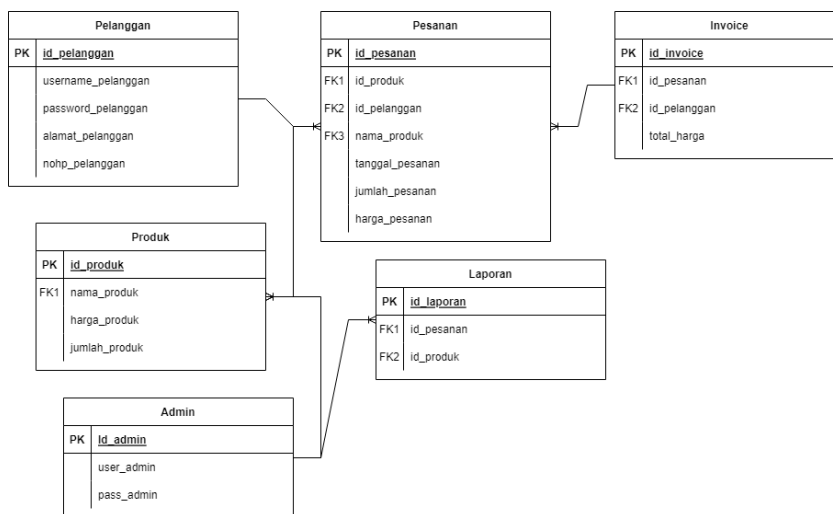 Pelanggan
PK id_pelanggan
username_pelanggan
password_pelanggan
alamat_pelanggan
nohp_pelanggan
Pesanan
PK id_pesanan
FK1 id_produk
FK2 id_pelanggan
FK3 nama_produk
tanggal_pesanan
jumlah_pesanan
harga_pesanan
Invoice
PK id_invoice
FK1 id_pesanan
FK2 id_pelanggan
total_harga
Produk
PK id_produk
FK1 nama_produk
harga_produk
jumlah_produk
Laporan
PK id_laporan
FK1 id_pesanan
FK2 id_produk
Admin
PK Id_admin
user_admin
pass_admin